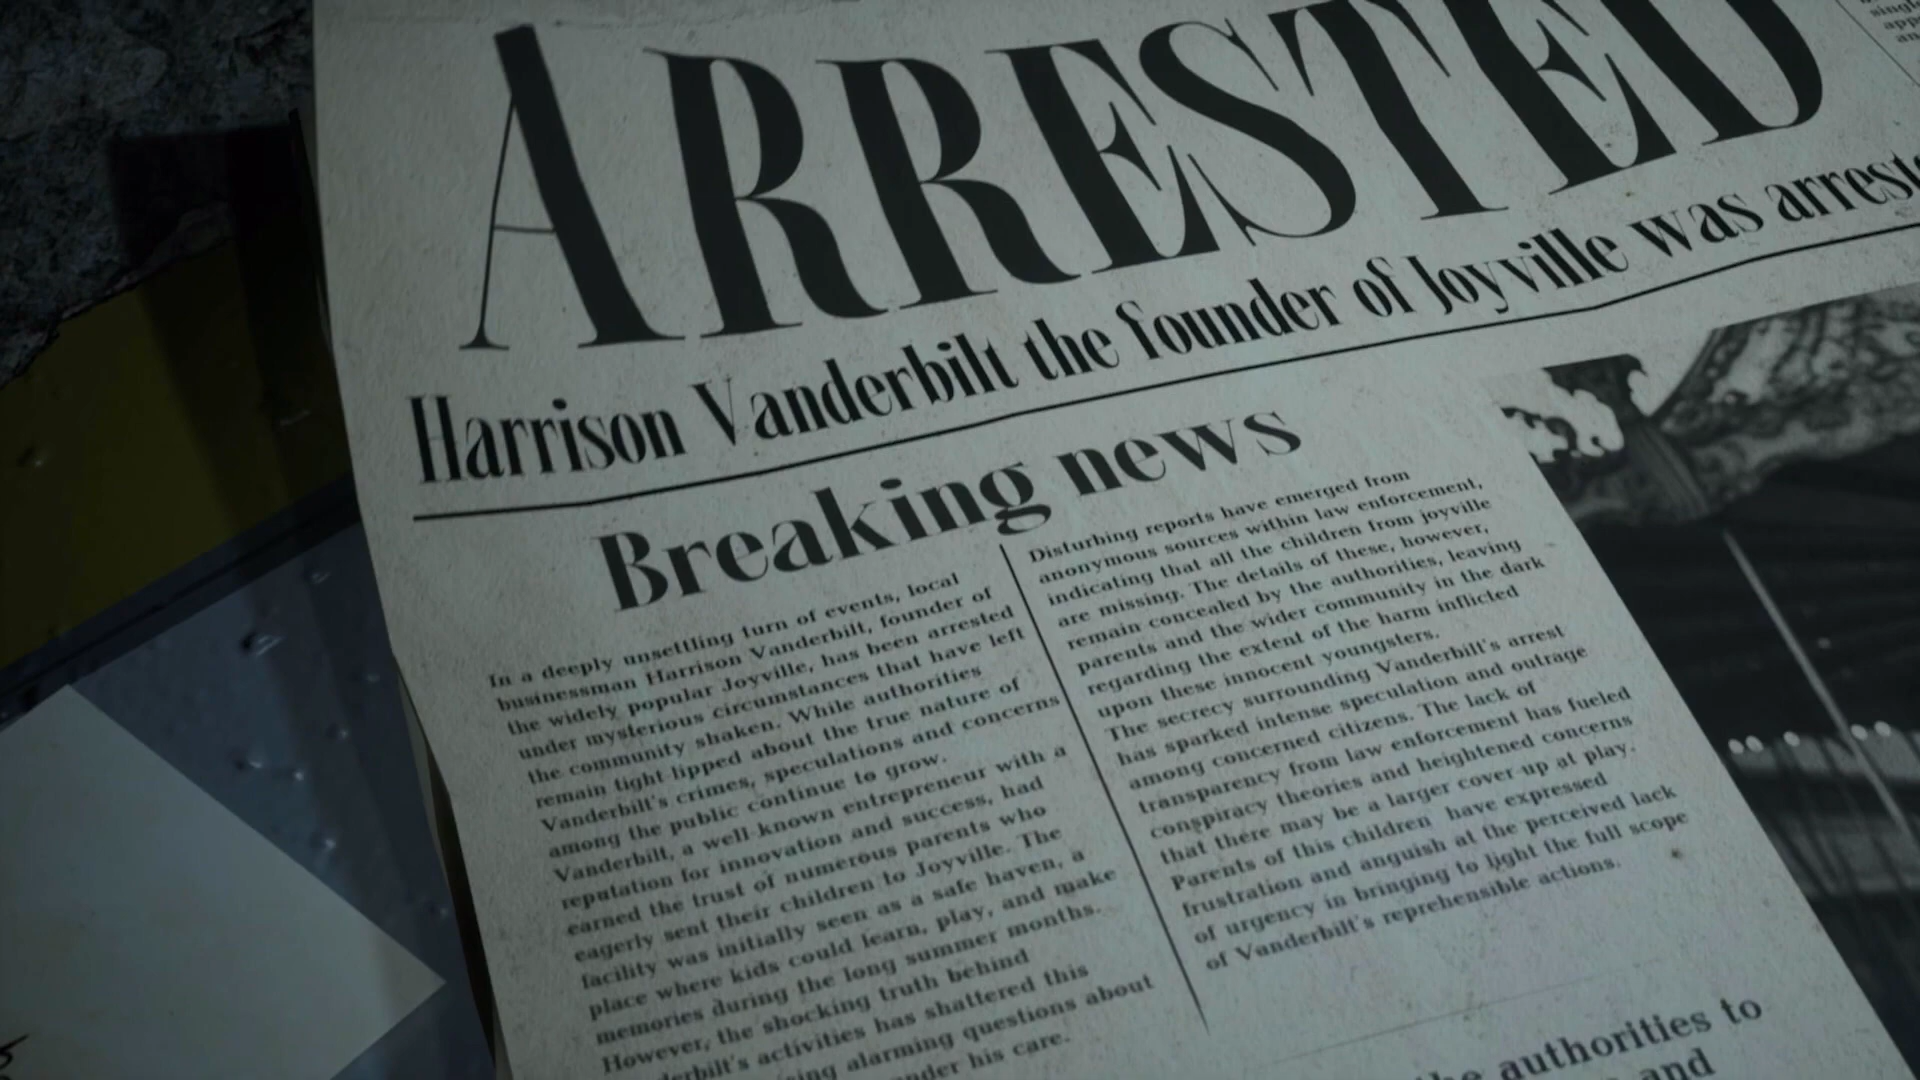 ARRESTED
Harrison Vanderbilt the founder of Joyville was arreste
Breaking news
In a deeply unsettling turn of events, local
businessman Harrison Vanderbilt, founder of
the widely popular Joyville, has been arrested
under mysterious circumstances that have left
the community shaken. While authorities
remain tight-lipped about the true nature of
Vanderbilt's crimes, speculations and concerns
among the public continue to grow.
Vanderbilt, a well-known entrepreneur with a
reputation for innovation and success, had
earned the trust of numerous parents who
eagerly sent their children to Joyville. The
facility was initially seen as a safe haven, a
place where kids could learn, play, and make
memories during the long summer months.
However, the shocking truth behind
derbilt's activities has shattered this
sing alarming questions about
nder his care.
Disturbing reports have emerged from
anonymous sources within law enforcement,
indicating that all the children from joyville
are missing. The details of these, however,
remain concealed by the authorities, leaving
parents and the wider community in the dark
regarding the extent of the harm inflicted
upon these innocent youngsters.
The secrecy surrounding Vanderbilt's arrest
has sparked intense speculation and outrage
among concerned citizens. The lack of
transparency from law enforcement has fueled
conspiracy theories and heightened concerns
that there may be a larger cover-up at play.
Parents of this children have expressed
frustration and anguish at the perceived lack
of urgency in bringing to light the full scope
of Vanderbilt's reprehensible actions.
he authorities to
and
single
app
an